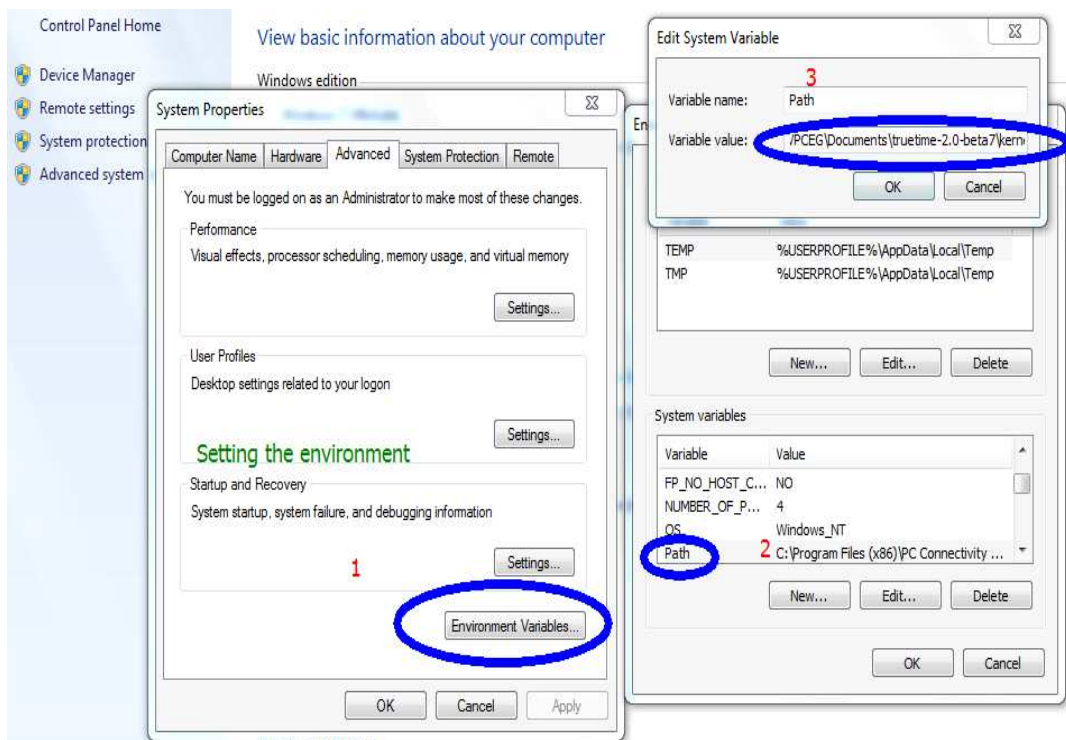 Control Panel Home
Device Manager
Remote settings
System protection
Advanced system
View basic information about your computer
Windows edition
System Properties
Computer Name
Hardware
Advanced
System Protection
Remote
You must be logged on as an Administrator to make most of these changes.
Performance
Visual effects, processor scheduling, memory usage, and virtual memory
Settings...
User Profiles
Desktop settings related to your logon
Settings...
Setting the environment
Startup and Recovery
System startup, system failure, and debugging information
1
Settings...
Environment Variables...
OK
Cancel
Apply
Edit System Variable
3
Variable name:
Path
Variable value:
/PCEG\Documents\truetime-2.0-beta7\kern
OK
Cancel
En
TEMP
%USERPROFILE%\AppData\Local\Temp
TMP
%USERPROFILE%\AppData\Local\Temp
New...
Edit...
Delete
System variables
Variable
Value
FP_NO_HOST_C...
NO
NUMBER_OF_P...
4
OS
Windows_NT
Path
2
C:\Program Files (x86)\PC Connectivity ...
New...
Edit...
Delete
OK
Cancel